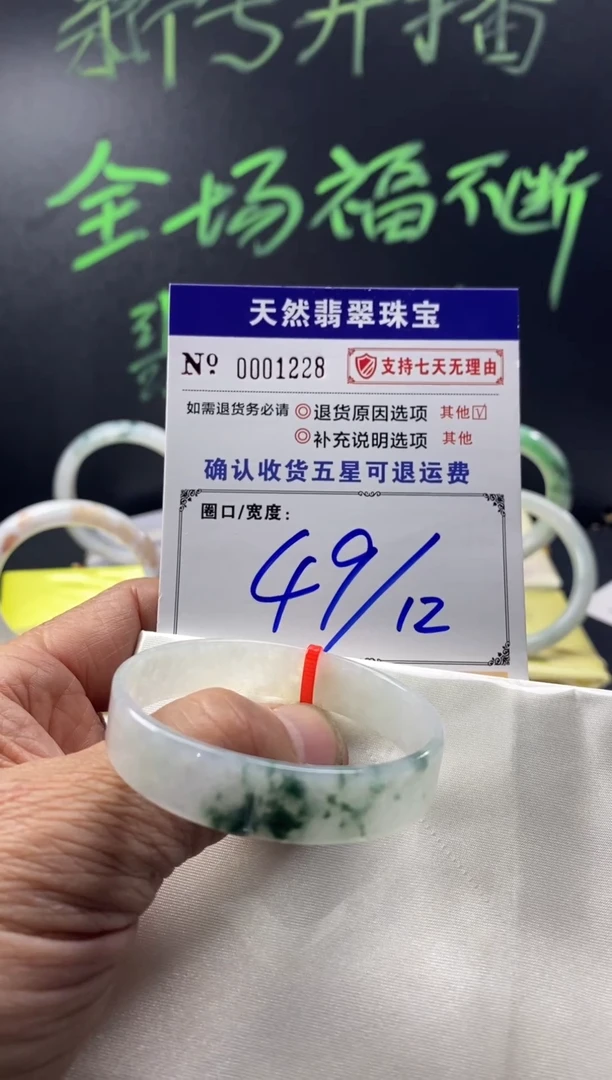 新号开播
全场福不断
天然翡翠珠宝
Nº 0001228 支持七天无理由
如需退货务必请 ◎退货原因选项 其他☑
◎补充说明选项 其他
确认收货五星可退运费
圈口/宽度：
49/12